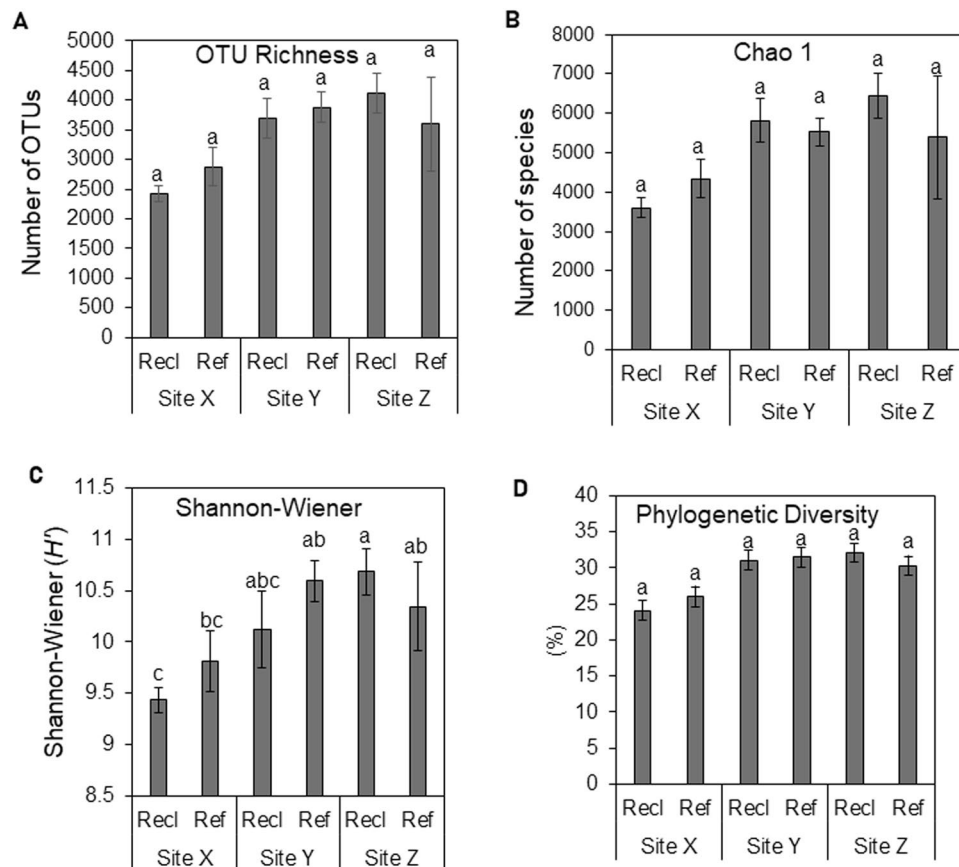 A
OTU Richness
Number of OTUs
5000
4500
4000
3500
3000
2500
2000
1500
1000
500
0
a
a
a
a
a
a
Recl Ref Recl Ref Recl Ref
Site X Site Y Site Z
B
Chao 1
Number of species
8000
7000
6000
5000
4000
3000
2000
1000
0
a
a
a
a
a
a
Recl Ref Recl Ref Recl Ref
Site X Site Y Site Z
C
Shannon-Wiener
Shannon-Wiener (H')
11.5
11
10.5
10
9.5
9
8.5
c
bc
abc
ab
a
ab
Recl Ref Recl Ref Recl Ref
Site X Site Y Site Z
D
Phylogenetic Diversity
(%)
40
35
30
25
20
15
10
5
0
a
a
a
a
a
a
Recl Ref Recl Ref Recl Ref
Site X Site Y Site Z